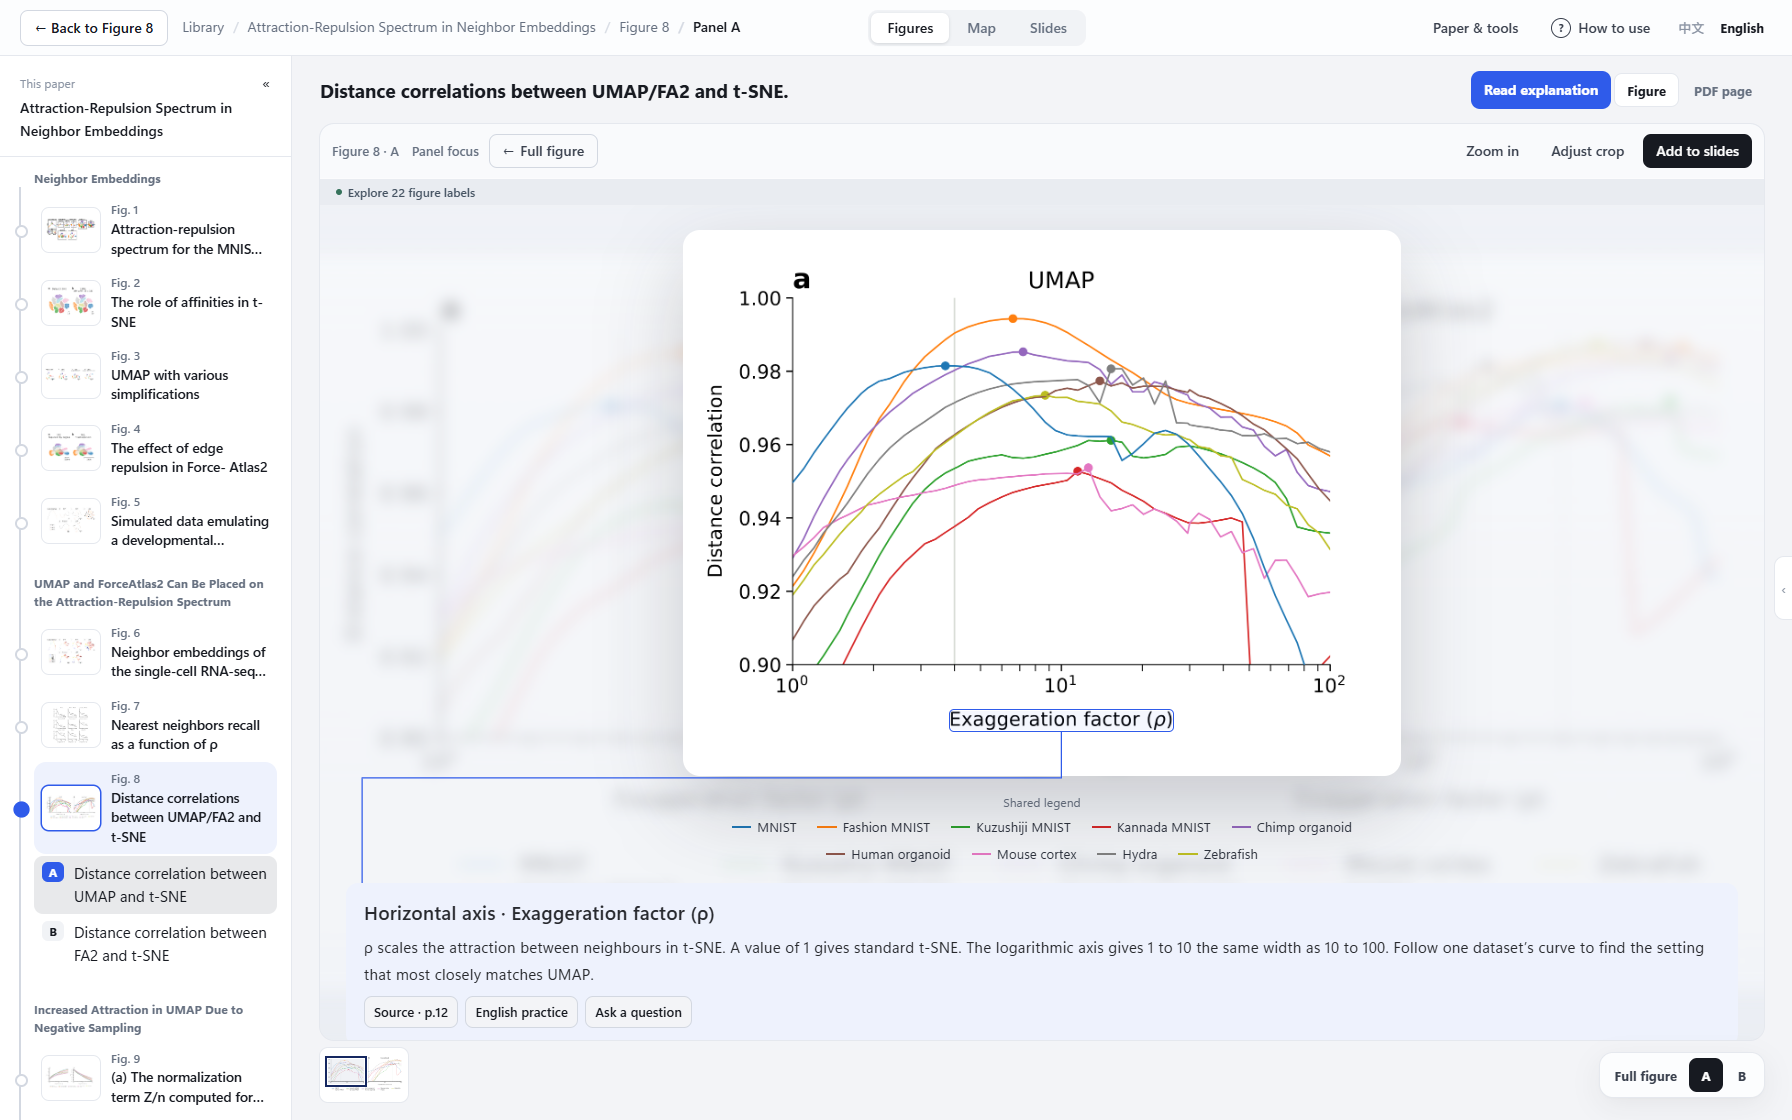 ← Back to Figure 8
Library / Attraction-Repulsion Spectrum in Neighbor Embeddings / Figure 8 / Panel A
Figures
Map
Slides
Paper & tools
? How to use
中文
English
This paper
«
Attraction-Repulsion Spectrum in
Neighbor Embeddings
Neighbor Embeddings
Fig. 1
Attraction-repulsion
spectrum for the MNIS...
Fig. 2
The role of affinities in t-
SNE
Fig. 3
UMAP with various
simplifications
Fig. 4
The effect of edge
repulsion in Force- Atlas2
Fig. 5
Simulated data emulating
a developmental...
UMAP and ForceAtlas2 Can Be Placed on
the Attraction-Repulsion Spectrum
Fig. 6
Neighbor embeddings of
the single-cell RNA-seq...
Fig. 7
Nearest neighbors recall
as a function of ρ
Fig. 8
Distance correlations
between UMAP/FA2 and
t-SNE
A
Distance correlation between
UMAP and t-SNE
B
Distance correlation between
FA2 and t-SNE
Increased Attraction in UMAP Due to
Negative Sampling
Fig. 9
(a) The normalization
term Z/n computed for...
Distance correlations between UMAP/FA2 and t-SNE.
Read explanation
Figure
PDF page
Figure 8 · A
Panel focus
← Full figure
Zoom in
Adjust crop
Add to slides
Explore 22 figure labels
a
UMAP
1.00
0.98
0.96
0.94
0.92
0.90
Distance correlation
10⁰
10¹
10²
Exaggeration factor (ρ)
Shared legend
MNIST
Fashion MNIST
Kuzushiji MNIST
Kannada MNIST
Chimp organoid
Human organoid
Mouse cortex
Hydra
Zebrafish
Horizontal axis · Exaggeration factor (ρ)
ρ scales the attraction between neighbours in t-SNE. A value of 1 gives standard t-SNE. The logarithmic axis gives 1 to 10 the same width as 10 to 100. Follow one dataset’s curve to find the setting
that most closely matches UMAP.
Source · p.12
English practice
Ask a question
Full figure
A
B